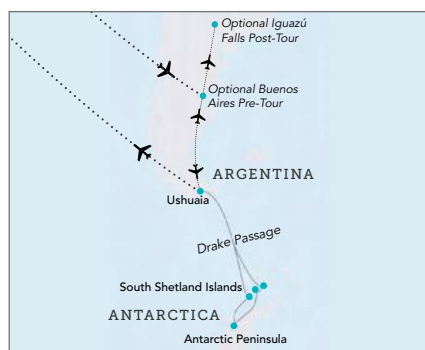 Optional Iguazú
Falls Post-Tour
Optional Buenos
Aires Pre-Tour
ARGENTINA
Ushuaia
Drake Passage
South Shetland Islands
ANTARCTICA
Antarctic Peninsula